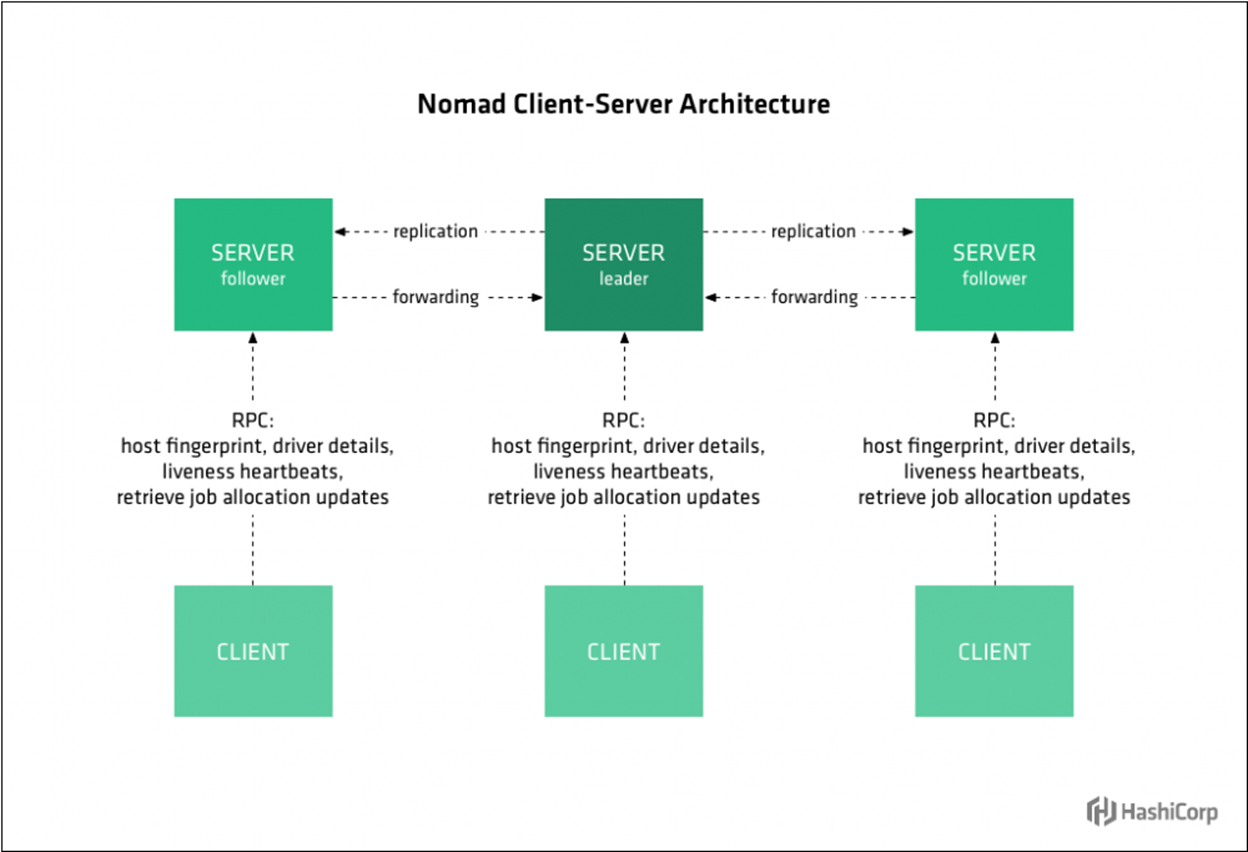 Nomad Client-Server Architecture
replication
replication
SERVER
follower
SERVER
leader
SERVER
follower
forwarding
forwarding
RPC:
host fingerprint, driver details,
liveness heartbeats,
retrieve job allocation updates
RPC:
host fingerprint, driver details,
liveness heartbeats,
retrieve job allocation updates
RPC:
host fingerprint, driver details,
liveness heartbeats,
retrieve job allocation updates
CLIENT
CLIENT
CLIENT
HashiCorp